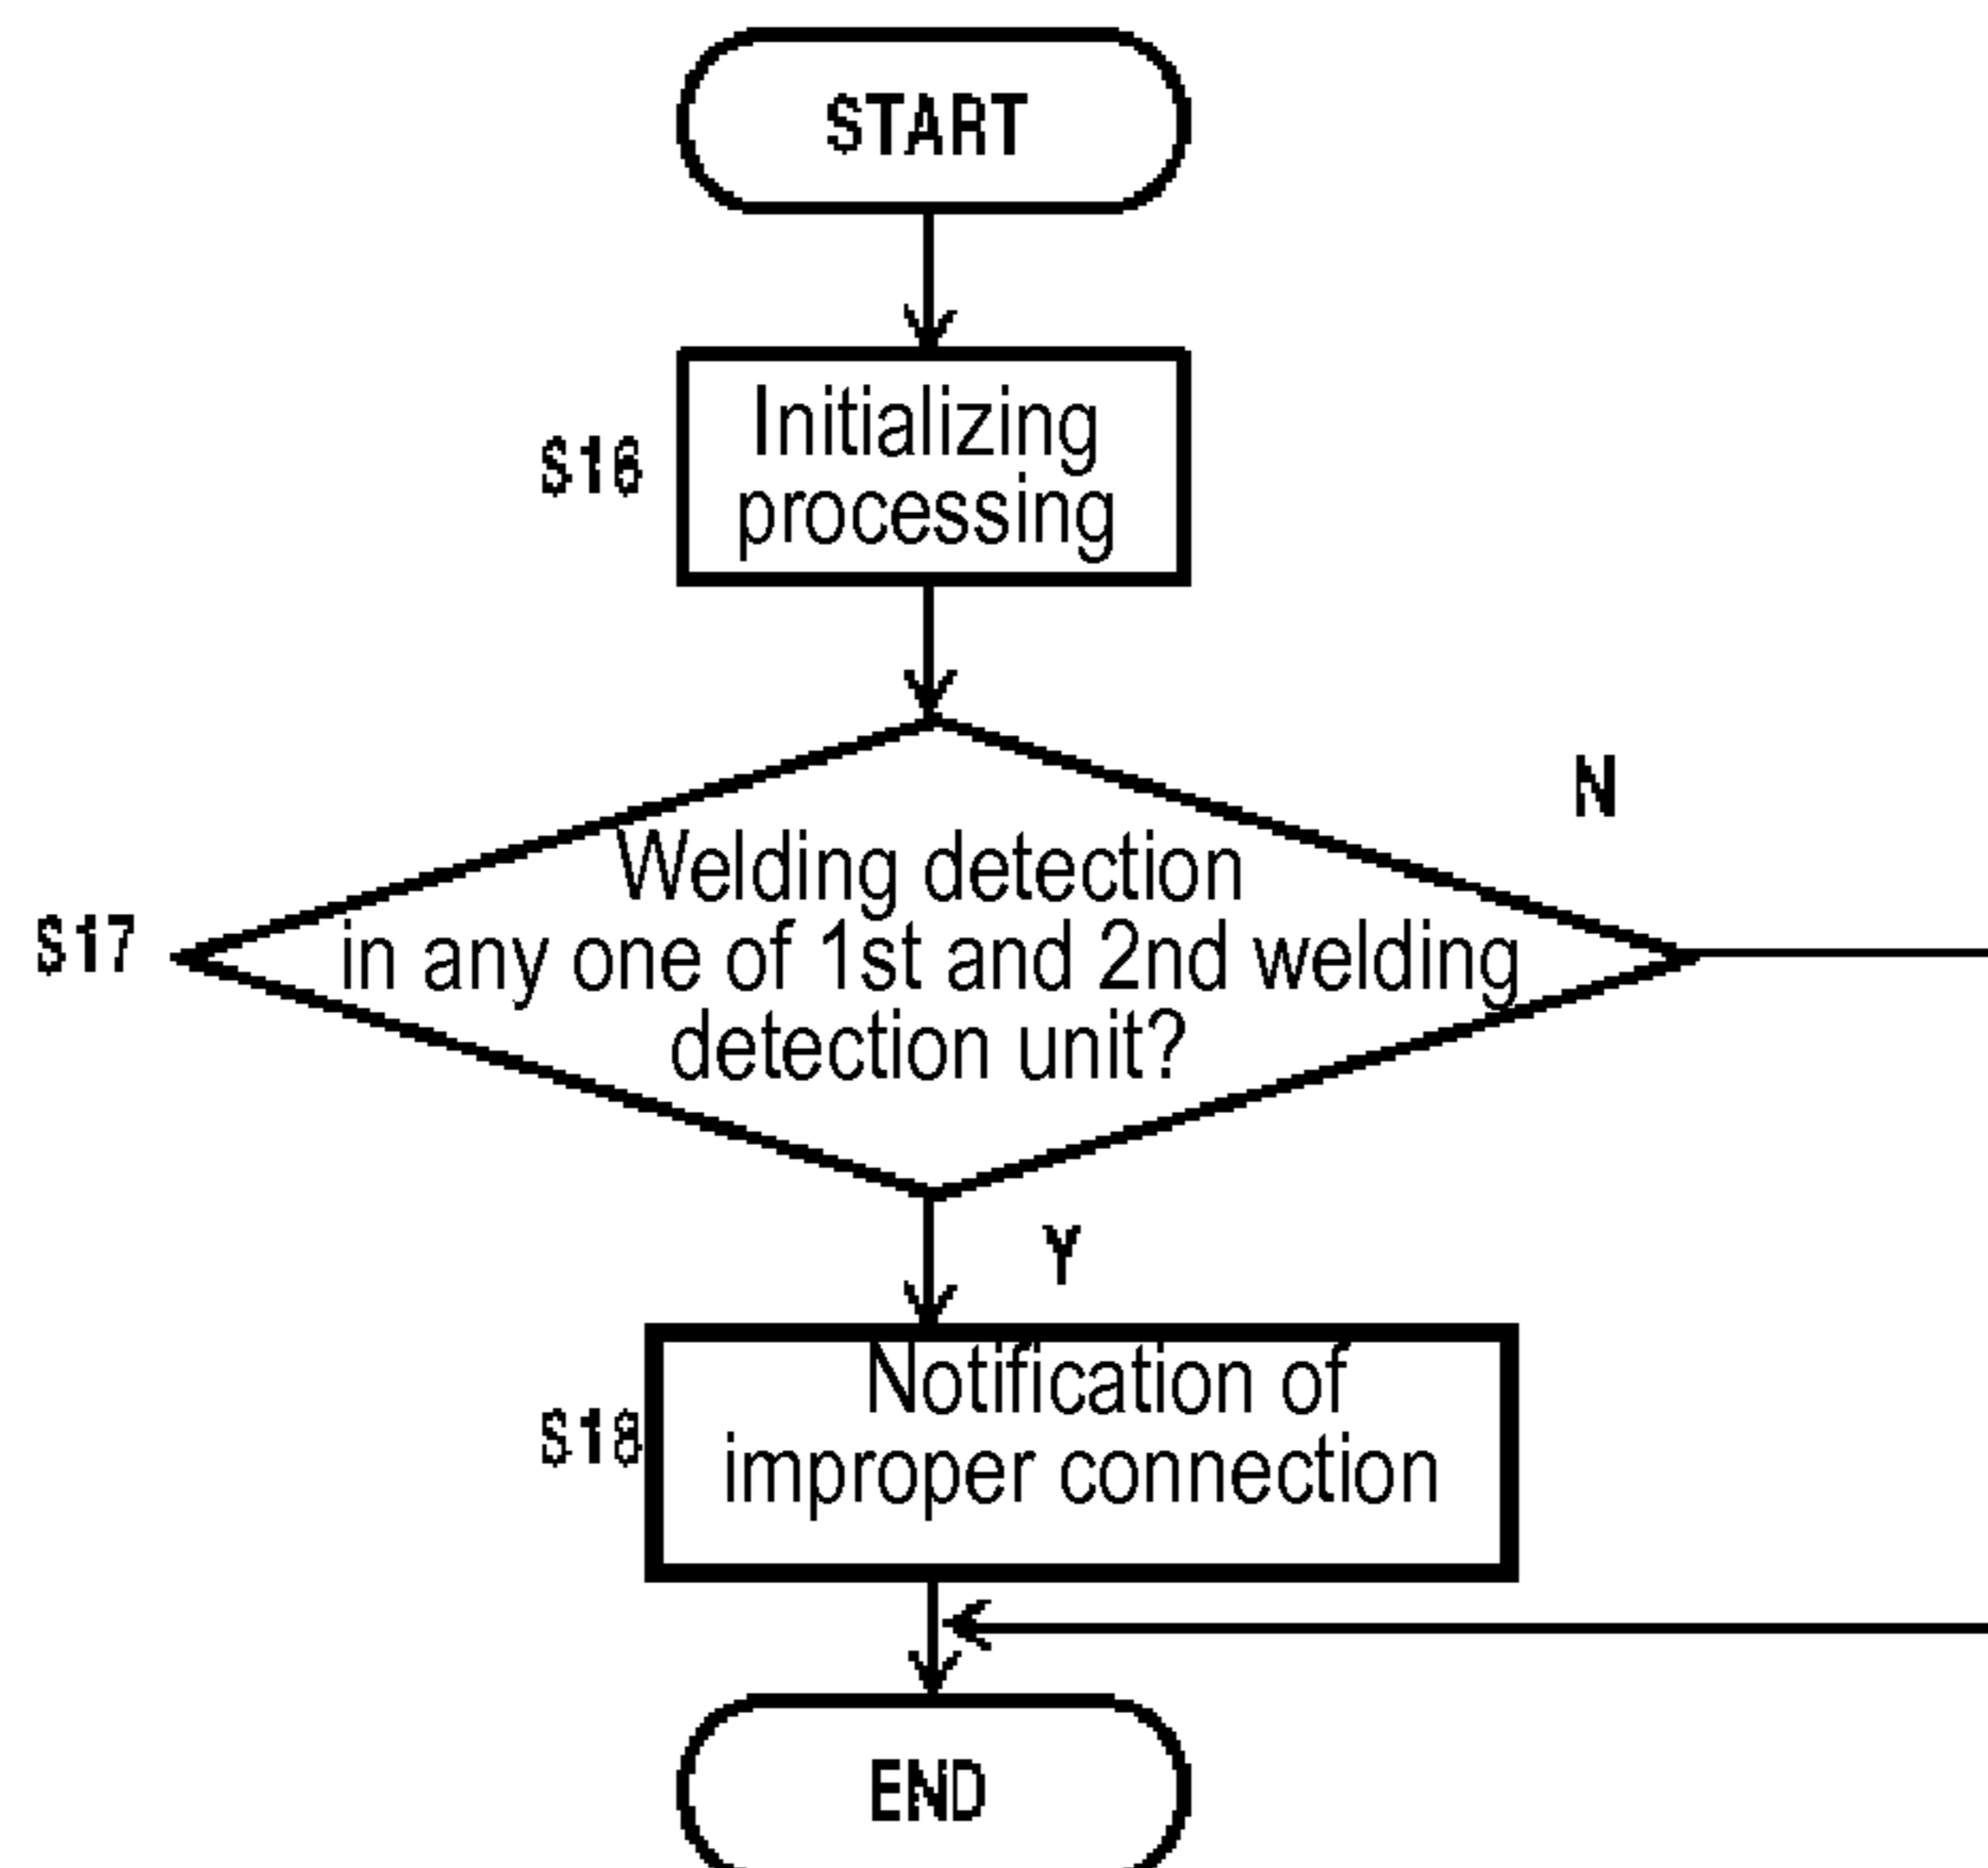 START
S16
Initializing
processing
N
Welding detection
S17
in any one of 1st and 2nd welding
detection unit?
Y
Notification of
S18
improper connection
END